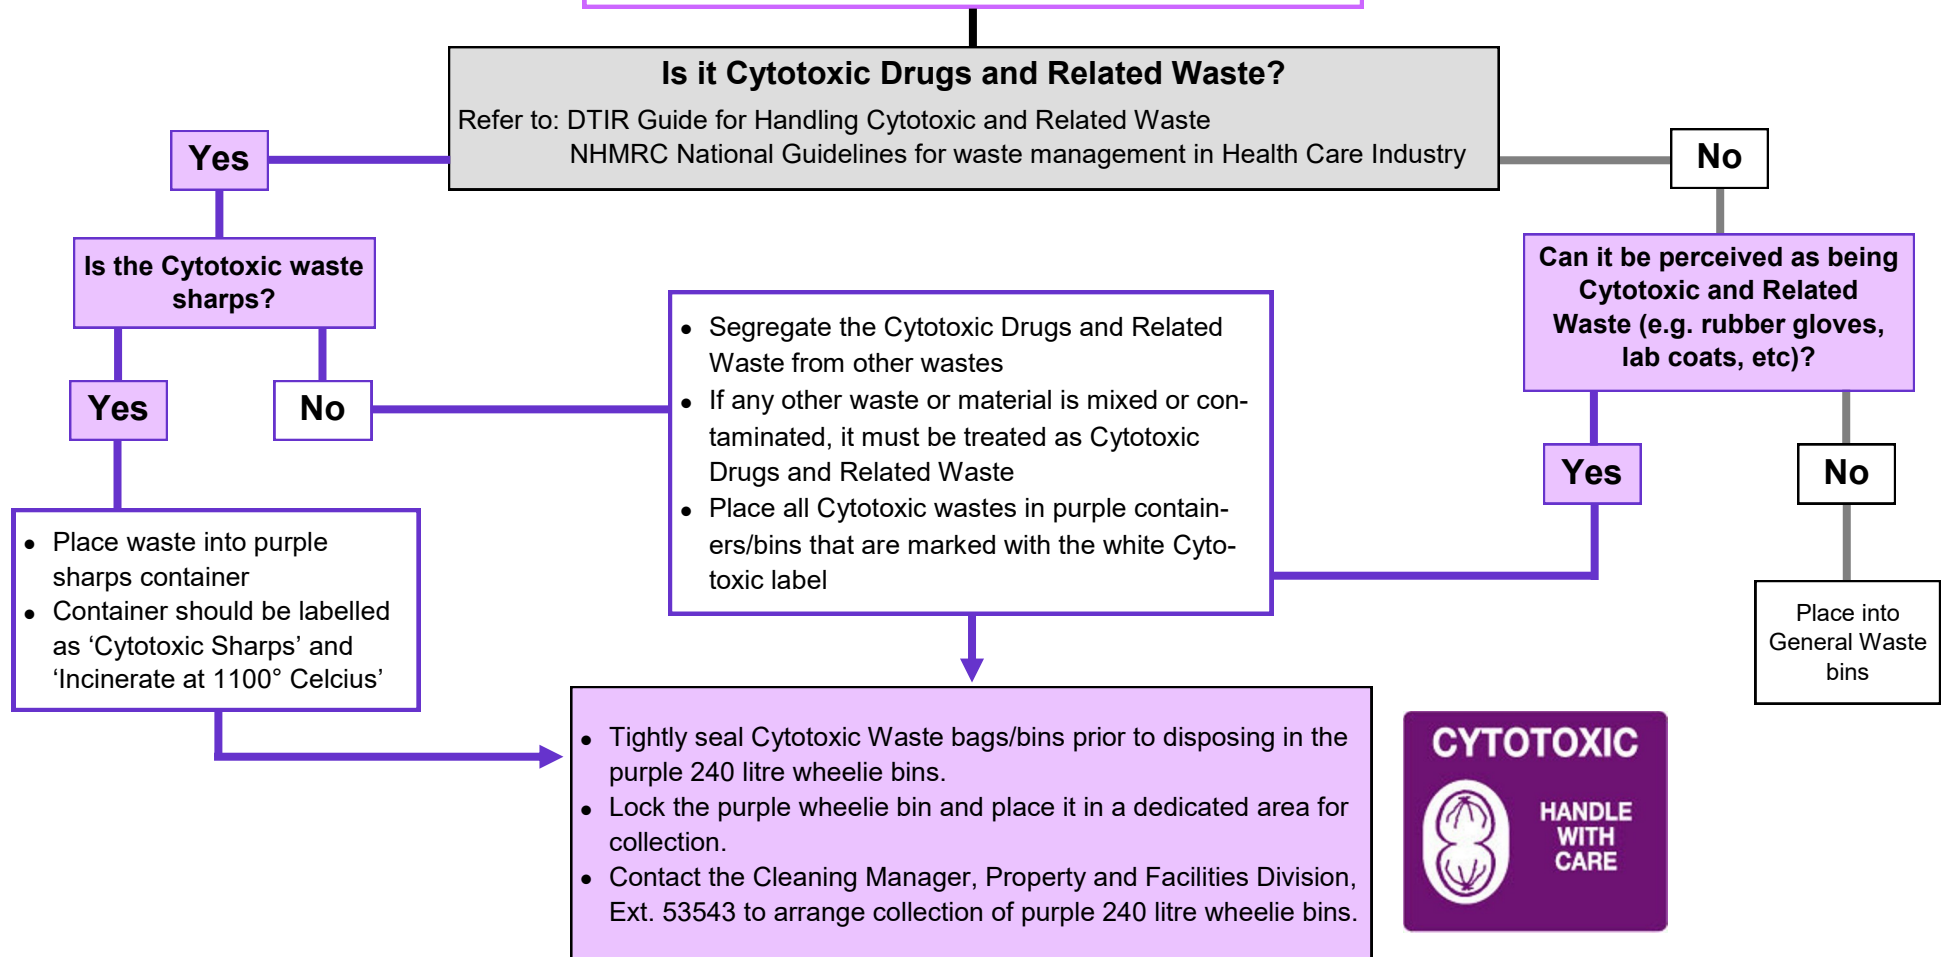 Is it Cytotoxic Drugs and Related Waste?
Refer to: DTIR Guide for Handling Cytotoxic and Related Waste
NHMRC National Guidelines for waste management in Health Care Industry
Yes
No
Is the Cytotoxic waste
sharps?
Can it be perceived as being
Cytotoxic and Related
Waste (e.g. rubber gloves,
lab coats, etc)?
Yes
No
• Segregate the Cytotoxic Drugs and Related
Waste from other wastes
• If any other waste or material is mixed or con-
taminated, it must be treated as Cytotoxic
Drugs and Related Waste
• Place all Cytotoxic wastes in purple contain-
ers/bins that are marked with the white Cyto-
toxic label
Yes
No
• Place waste into purple
sharps container
• Container should be labelled
as ‘Cytotoxic Sharps’ and
‘Incinerate at 1100° Celcius’
Place into
General Waste
bins
• Tightly seal Cytotoxic Waste bags/bins prior to disposing in the
purple 240 litre wheelie bins.
• Lock the purple wheelie bin and place it in a dedicated area for
collection.
• Contact the Cleaning Manager, Property and Facilities Division,
Ext. 53543 to arrange collection of purple 240 litre wheelie bins.
CYTOTOXIC
HANDLE
WITH
CARE